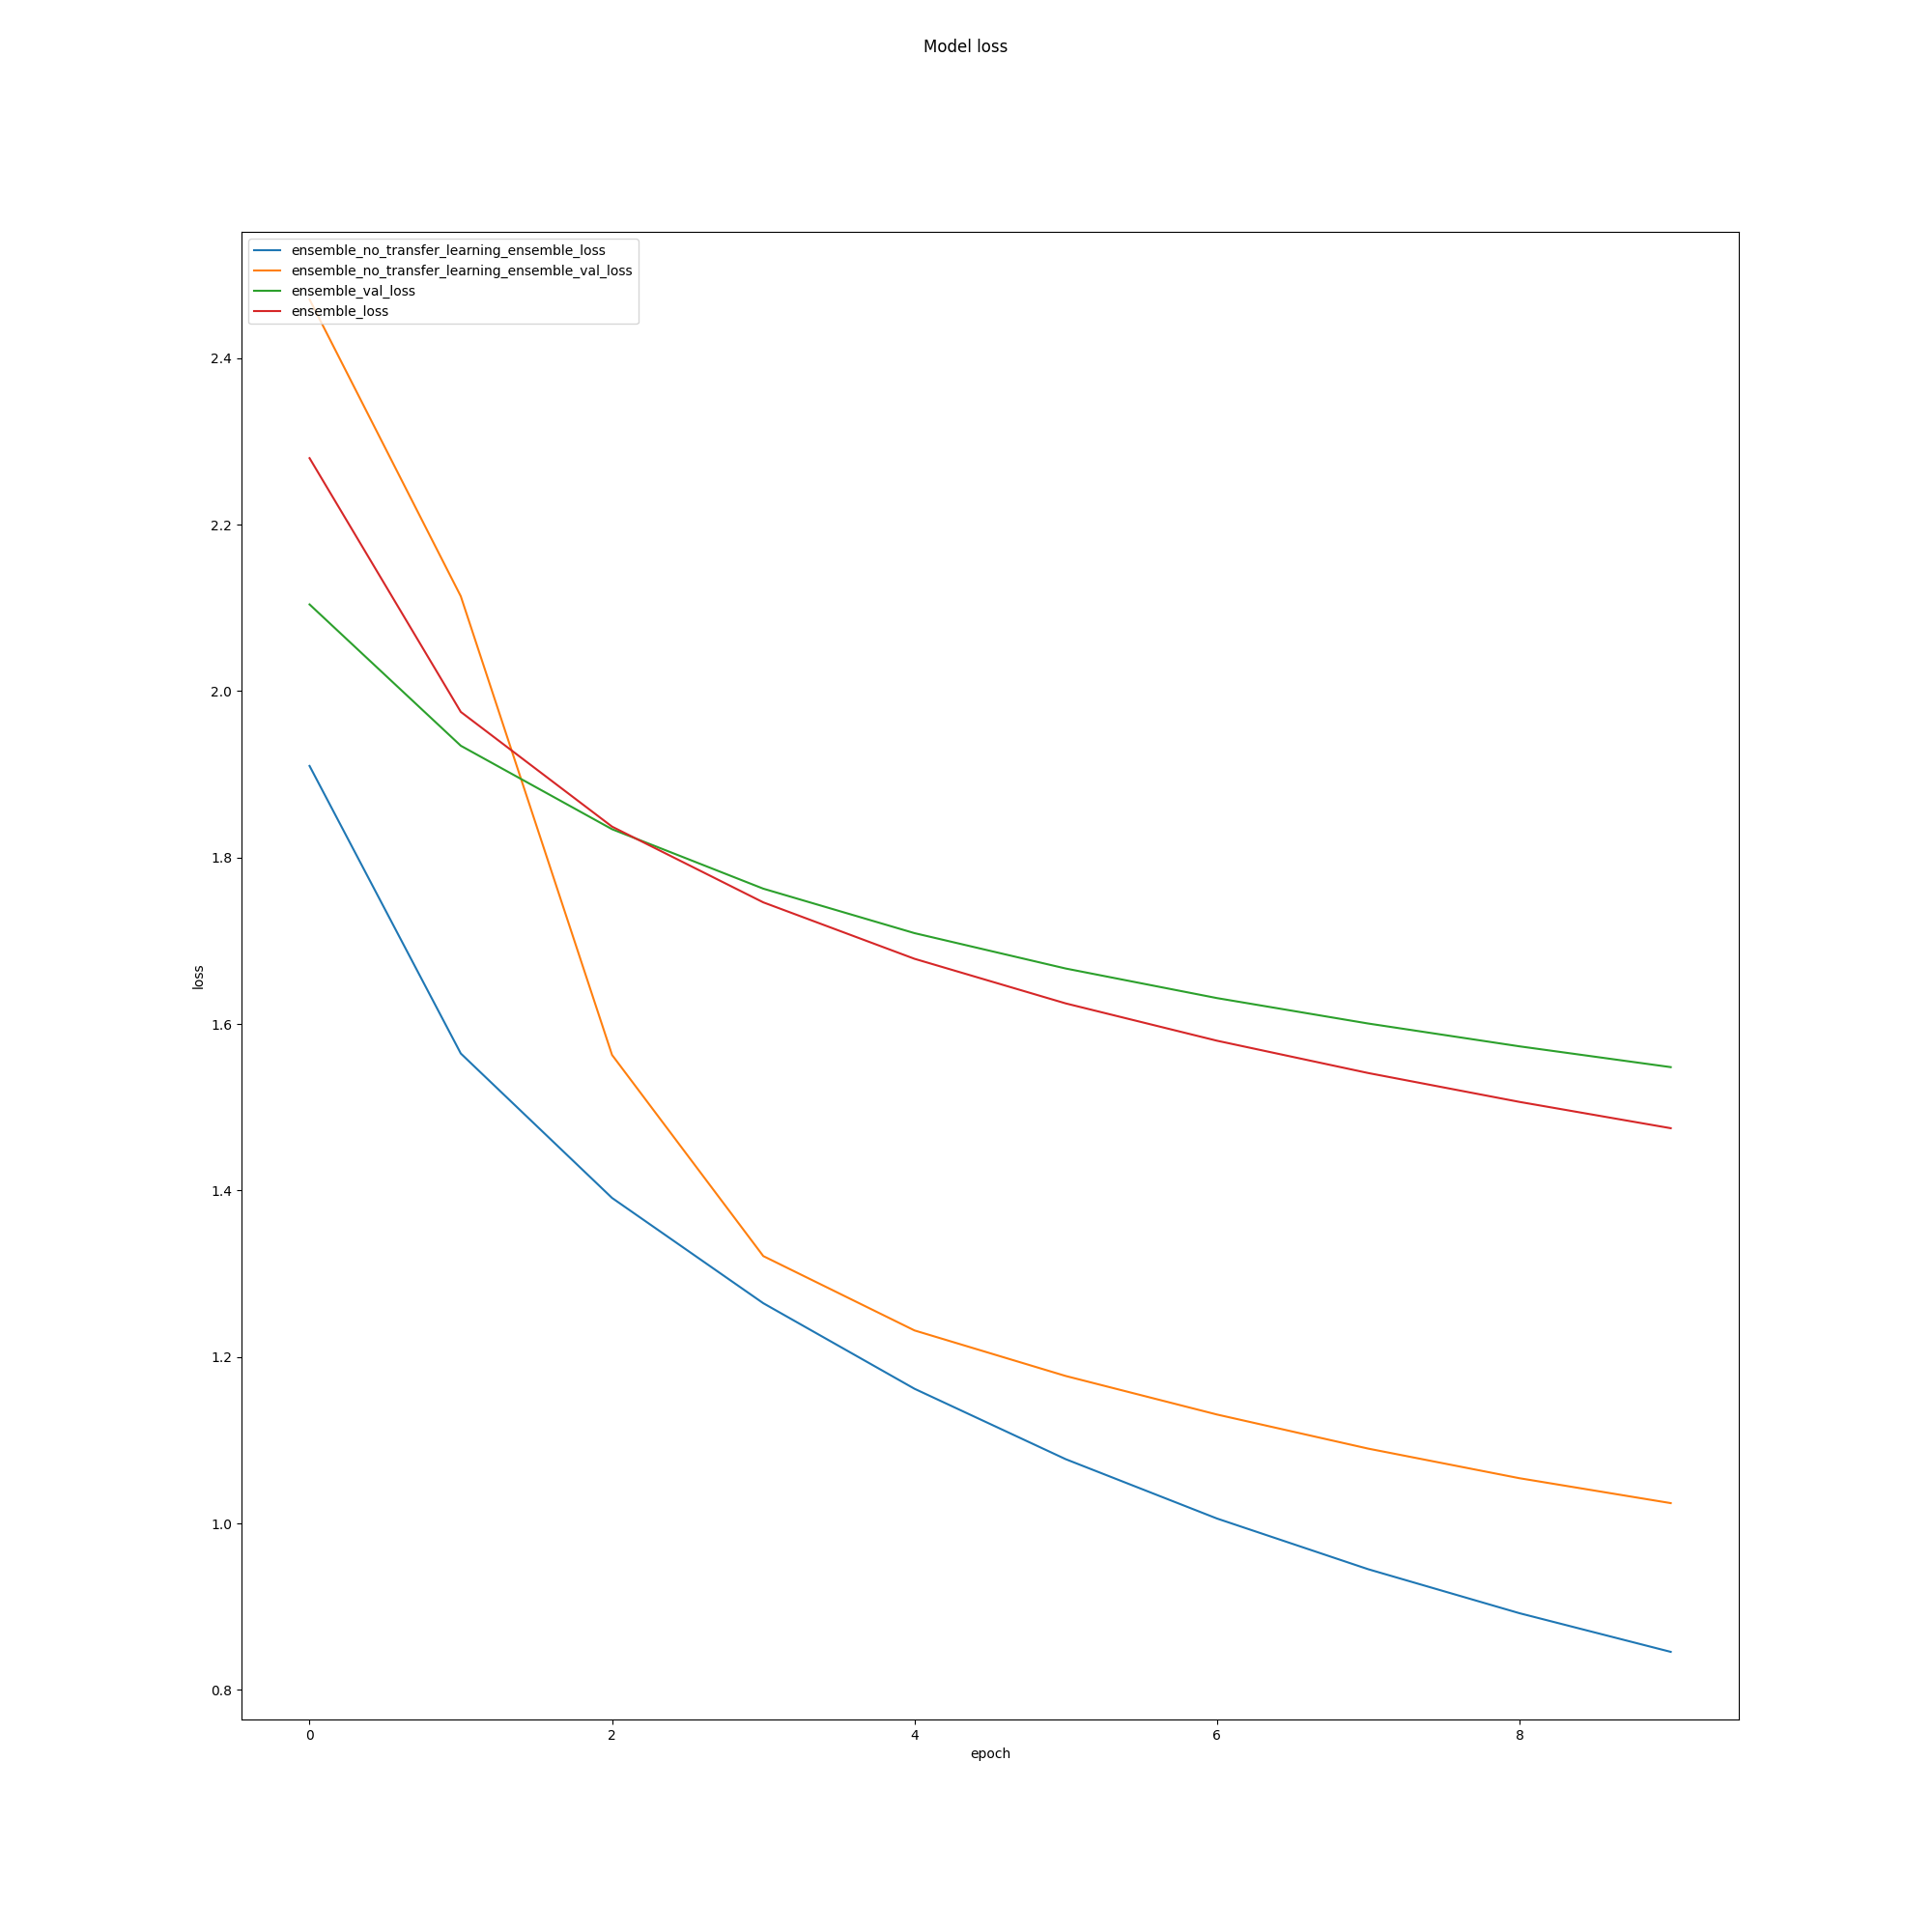 Model loss
ensemble_no_transfer_learning_ensemble_loss
ensemble_no_transfer_learning_ensemble_val_loss
ensemble_val_loss
ensemble_loss
2.4
2.2
2.0
1.8
1.6
1.4
1.2
1.0
0.8
loss
0 2 4 6 8
epoch